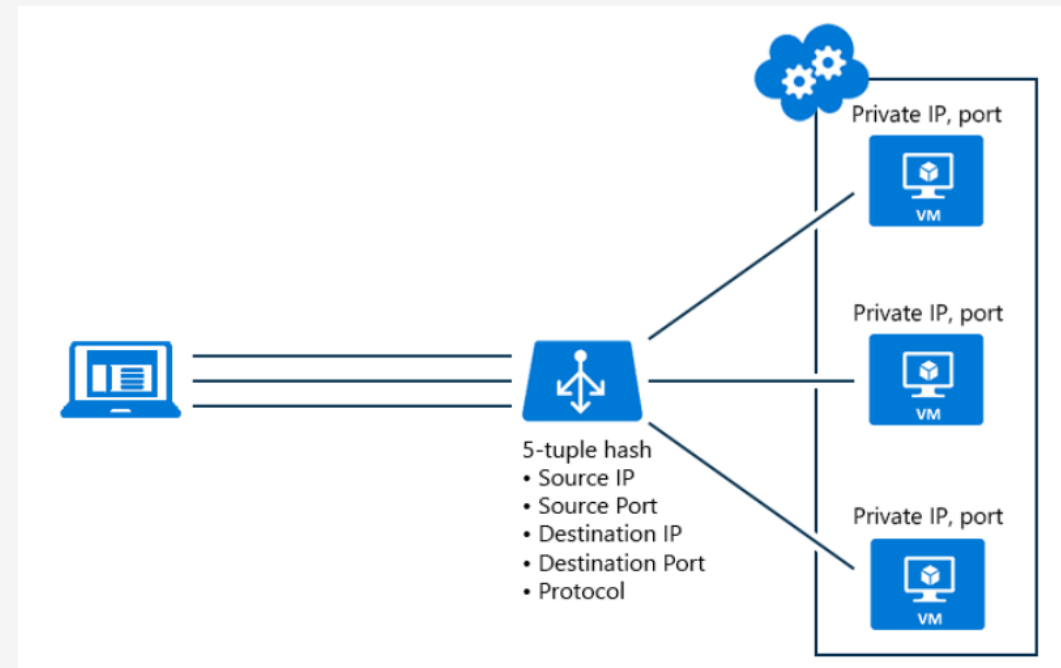 Private IP, port
VM
Private IP, port
VM
5-tuple hash
• Source IP
• Source Port
• Destination IP
• Destination Port
• Protocol
Private IP, port
VM